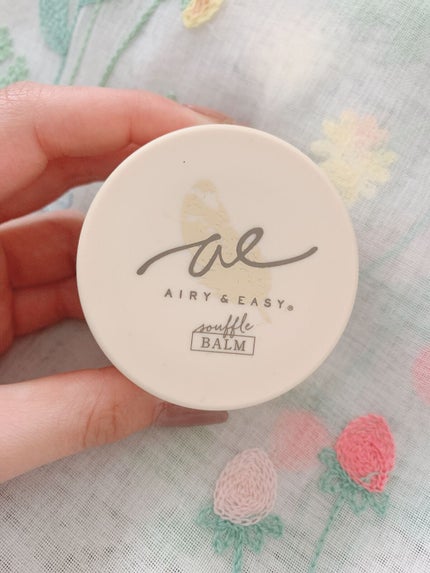 ae
AIRY & EASY®
souffle
BALM